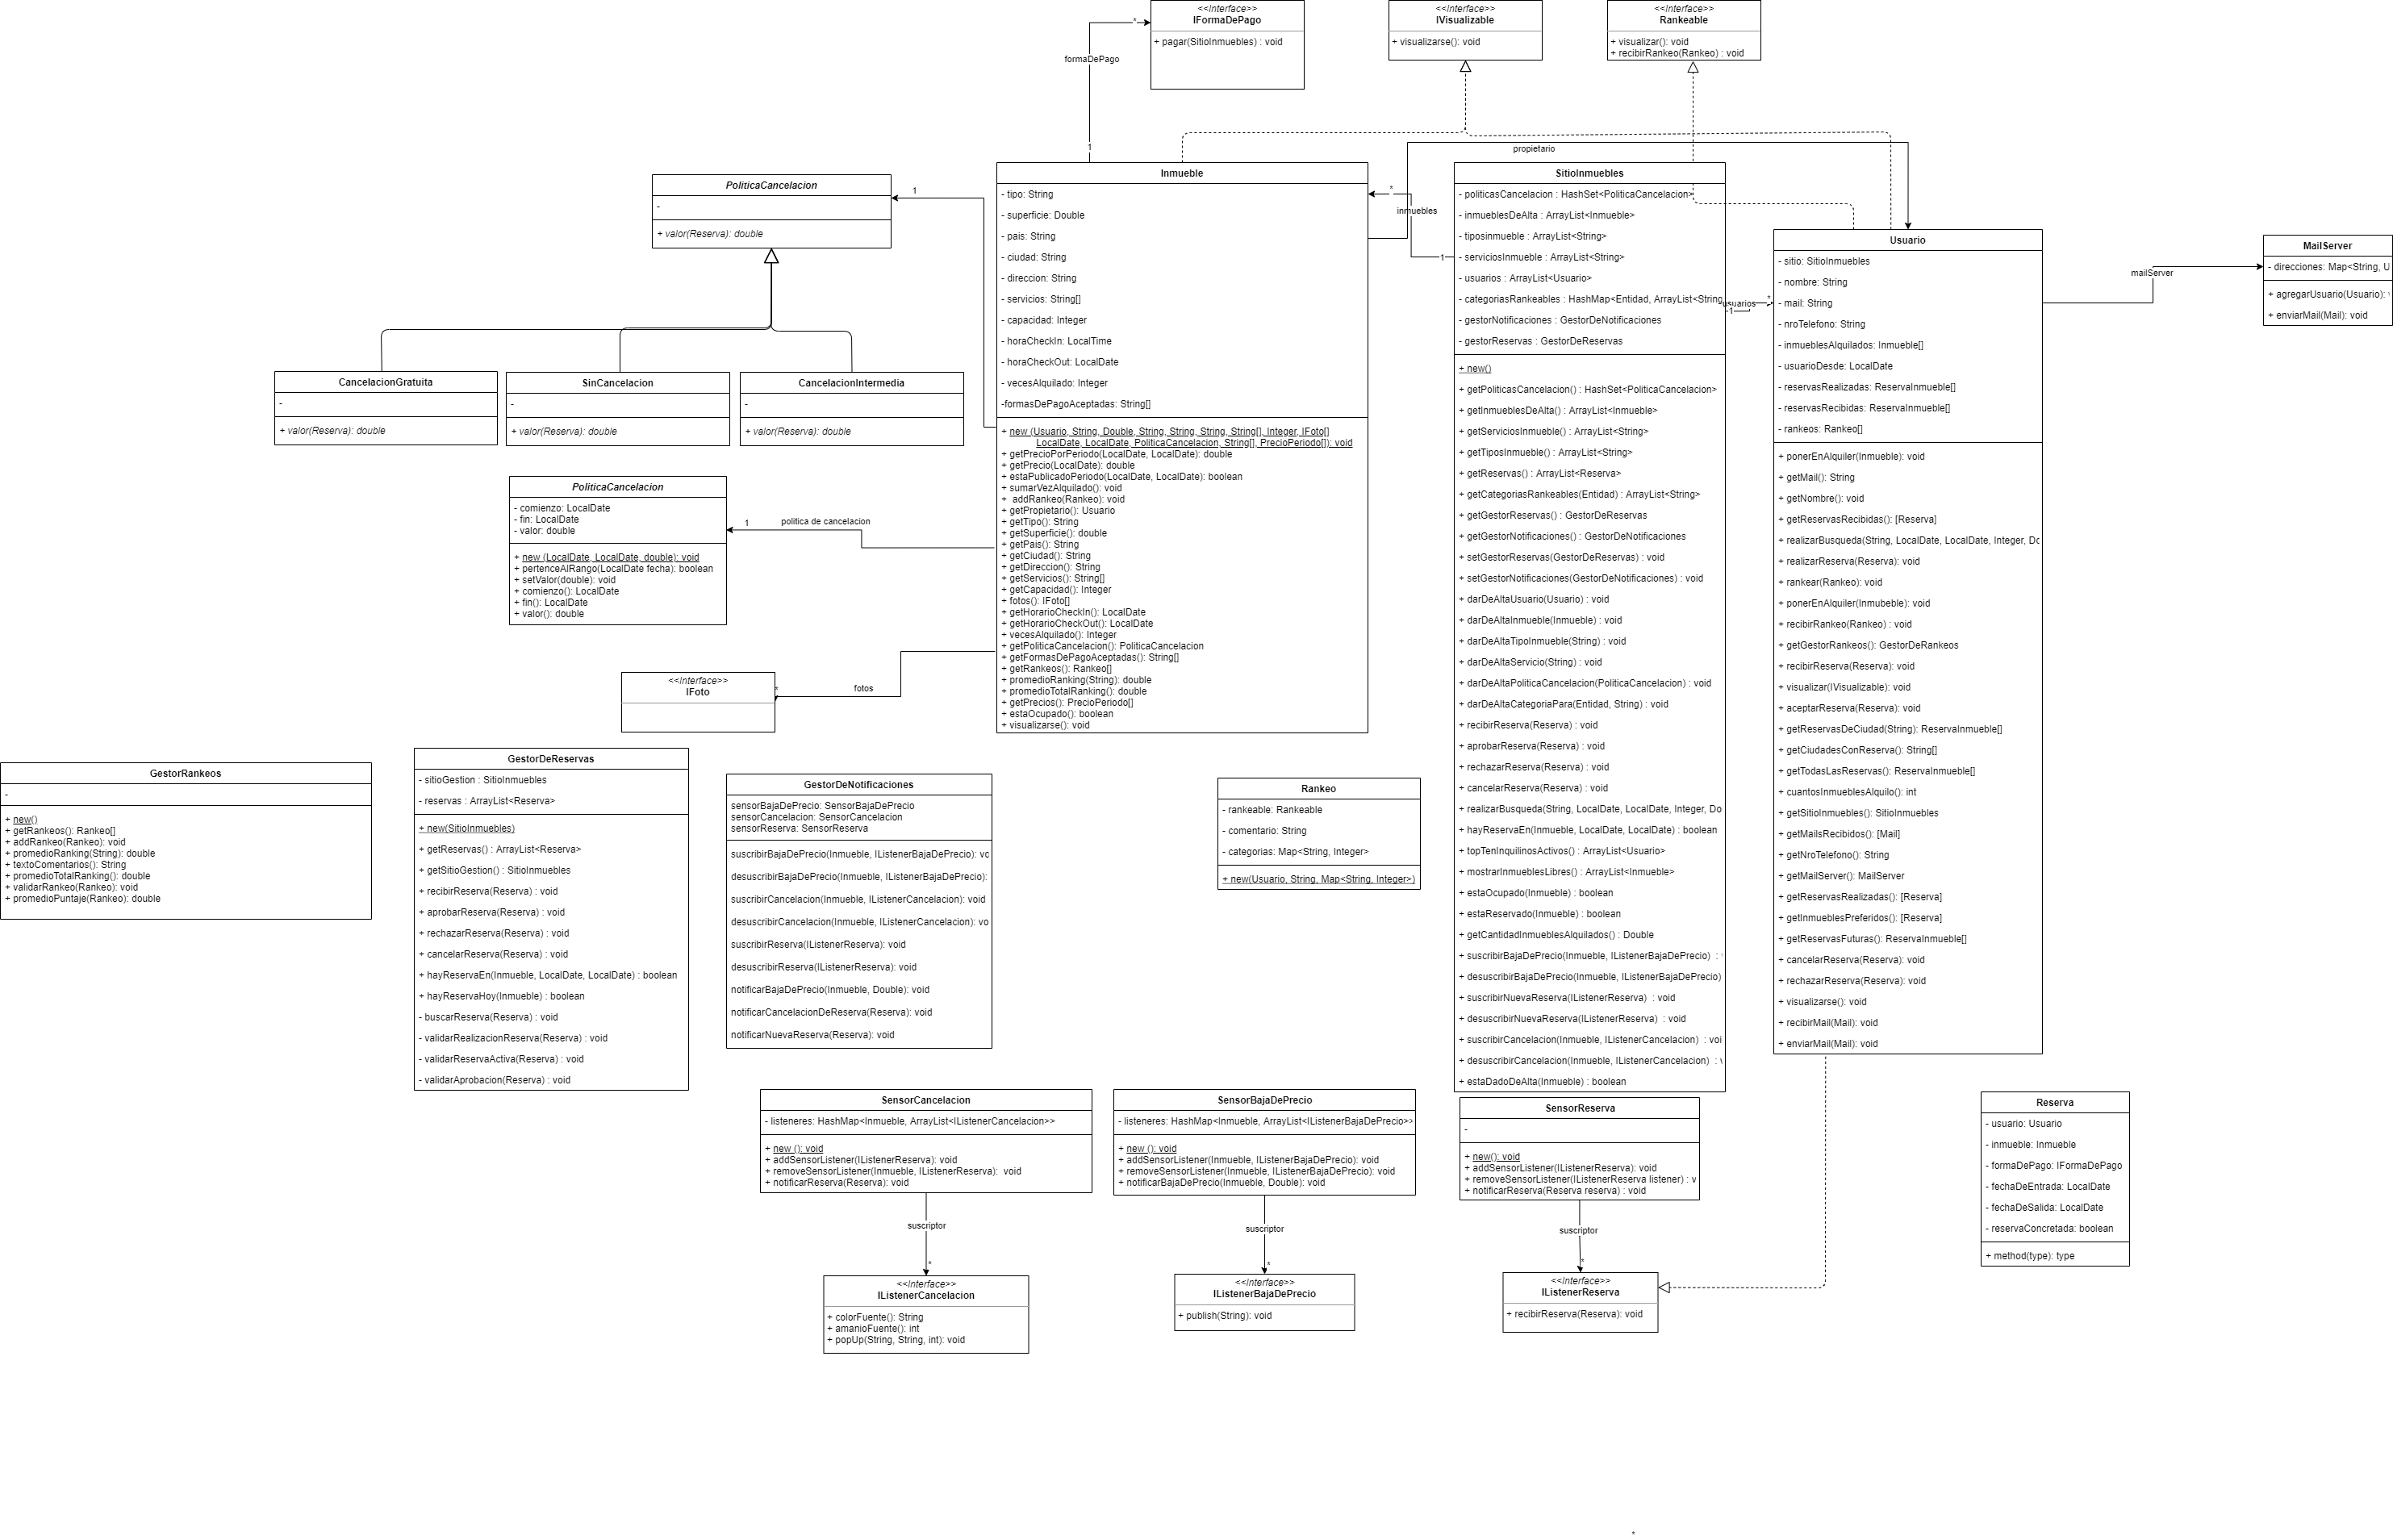 <<Interface>>
IFormaDePago
+ pagar(SitioInmuebles) : void
<<Interface>>
IVisualizable
+ visualizarse(): void
<<Interface>>
Rankeable
+ visualizar(): void
+ recibirRankeo(Rankeo) : void
*
formaDePago
1
propietario
PoliticaCancelacion
-
+ valor(Reserva): double
1
CancelacionGratuita
-
+ valor(Reserva): double
SinCancelacion
-
+ valor(Reserva): double
CancelacionIntermedia
-
+ valor(Reserva): double
PoliticaCancelacion
- comienzo: LocalDate
- fin: LocalDate
- valor: double
+ new (LocalDate, LocalDate, double): void
+ pertenceAlRango(LocalDate fecha): boolean
+ setValor(double): void
+ comienzo(): LocalDate
+ fin(): LocalDate
+ valor(): double
1
politica de cancelacion
<<Interface>>
IFoto
*
fotos
Inmueble
- tipo: String
- superficie: Double
- pais: String
- ciudad: String
- direccion: String
- servicios: String[]
- capacidad: Integer
- horaCheckIn: LocalTime
- horaCheckOut: LocalDate
- vecesAlquilado: Integer
-formasDePagoAceptadas: String[]
+ new (Usuario, String, Double, String, String, String, String[], Integer, IFoto[]
LocalDate, LocalDate, PoliticaCancelacion, String[], PrecioPeriodo[]): void
+ getPrecioPorPeriodo(LocalDate, LocalDate): double
+ getPrecio(LocalDate): double
+ estaPublicadoPeriodo(LocalDate, LocalDate): boolean
+ sumarVezAlquilado(): void
+ addRankeo(Rankeo): void
+ getPropietario(): Usuario
+ getTipo(): String
+ getSuperficie(): double
+ getPais(): String
+ getCiudad(): String
+ getDireccion(): String
+ getServicios(): String[]
+ getCapacidad(): Integer
+ fotos(): IFoto[]
+ getHorarioCheckIn(): LocalDate
+ getHorarioCheckOut(): LocalDate
+ vecesAlquilado(): Integer
+ getPoliticaCancelacion(): PoliticaCancelacion
+ getFormasDePagoAceptadas(): String[]
+ getRankeos(): Rankeo[]
+ promedioRanking(String): double
+ promedioTotalRanking(): double
+ getPrecios(): PrecioPeriodo[]
+ estaOcupado(): boolean
+ visualizarse(): void
*
inmuebles
1
SitioInmuebles
- politicasCancelacion : HashSet<PoliticaCancelacion>
- inmueblesDeAlta : ArrayList<Inmueble>
- tiposinmueble : ArrayList<String>
- serviciosInmueble : ArrayList<String>
- usuarios : ArrayList<Usuario>
- categoriasRankeables : HashMap<Entidad, ArrayList<String
- gestorNotificaciones : GestorDeNotificaciones
- gestorReservas : GestorDeReservas
+ new()
+ getPoliticasCancelacion() : HashSet<PoliticaCancelacion>
+ getInmueblesDeAlta() : ArrayList<Inmueble>
+ getServiciosInmueble() : ArrayList<String>
+ getTiposInmueble() : ArrayList<String>
+ getReservas() : ArrayList<Reserva>
+ getCategoriasRankeables(Entidad) : ArrayList<String>
+ getGestorReservas() : GestorDeReservas
+ getGestorNotificaciones() : GestorDeNotificaciones
+ setGestorReservas(GestorDeReservas) : void
+ setGestorNotificaciones(GestorDeNotificaciones) : void
+ darDeAltaUsuario(Usuario) : void
+ darDeAltaInmueble(Inmueble) : void
+ darDeAltaTipoInmueble(String) : void
+ darDeAltaServicio(String) : void
+ darDeAltaPoliticaCancelacion(PoliticaCancelacion) : void
+ darDeAltaCategoriaPara(Entidad, String) : void
+ recibirReserva(Reserva) : void
+ aprobarReserva(Reserva) : void
+ rechazarReserva(Reserva) : void
+ cancelarReserva(Reserva) : void
+ realizarBusqueda(String, LocalDate, LocalDate, Integer, Do
+ hayReservaEn(Inmueble, LocalDate, LocalDate) : boolean
+ topTenInquilinosActivos() : ArrayList<Usuario>
+ mostrarInmueblesLibres() : ArrayList<Inmueble>
+ estaOcupado(Inmueble) : boolean
+ estaReservado(Inmueble) : boolean
+ getCantidadInmueblesAlquilados() : Double
+ suscribirBajaDePrecio(Inmueble, IListenerBajaDePrecio) :
+ desuscribirBajaDePrecio(Inmueble, IListenerBajaDePrecio)
+ suscribirNuevaReserva(IListenerReserva) : void
+ desuscribirNuevaReserva(IListenerReserva) : void
+ suscribirCancelacion(Inmueble, IListenerCancelacion) : voi
+ desuscribirCancelacion(Inmueble, IListenerCancelacion) : v
+ estaDadoDeAlta(Inmueble) : boolean
usuarios
*
1
Usuario
- sitio: SitioInmuebles
- nombre: String
- mail: String
- nroTelefono: String
- inmueblesAlquilados: Inmueble[]
- usuarioDesde: LocalDate
- reservasRealizadas: ReservaInmueble[]
- reservasRecibidas: ReservaInmueble[]
- rankeos: Rankeo[]
+ ponerEnAlquiler(Inmueble): void
+ getMail(): String
+ getNombre(): void
+ getReservasRecibidas(): [Reserva]
+ realizarBusqueda(String, LocalDate, LocalDate, Integer, Do
+ realizarReserva(Reserva): void
+ rankear(Rankeo): void
+ ponerEnAlquiler(Inmubeble): void
+ recibirRankeo(Rankeo): void
+ getGestorRankeos(): GestorDeRankeos
+ recibirReserva(Reserva): void
+ visualizar(IVisualizable): void
+ aceptarReserva(Reserva): void
+ getReservasDeCiudad(String): ReservaInmueble[]
+ getCiudadesConReserva(): String[]
+ getTodasLasReservas(): ReservaInmueble[]
+ cuantosInmueblesAlquilo(): int
+ getSitioInmuebles(): SitioInmuebles
+ getMailsRecibidos(): [Mail]
+ getNroTelefono(): String
+ getMailServer(): MailServer
+ getReservasRealizadas(): [Reserva]
+ getInmueblesPreferidos(): [Reserva]
+ getReservasFuturas(): ReservaInmueble[]
+ cancelarReserva(Reserva): void
+ rechazarReserva(Reserva): void
+ visualizarse(): void
+ recibirMail(Mail): void
+ enviarMail(Mail): void
mailServer
MailServer
- direcciones: Map<String, U
+ agregarUsuario(Usuario):
+ enviarMail(Mail): void
GestorRankeos
-
+ new()
+ getRankeos(): Rankeo[]
+ addRankeo(Rankeo): void
+ promedioRanking(String): double
+ textoComentarios(): String
+ promedioTotalRanking(): double
+ validarRankeo(Rankeo): void
+ promedioPuntaje(Rankeo): double
GestorDeReservas
- sitioGestion : SitioInmuebles
- reservas : ArrayList<Reserva>
+ new(SitioInmuebles)
+ getReservas() : ArrayList<Reserva>
+ getSitioGestion() : SitioInmuebles
+ recibirReserva(Reserva) : void
+ aprobarReserva(Reserva) : void
+ rechazarReserva(Reserva) : void
+ cancelarReserva(Reserva) : void
+ hayReservaEn(Inmueble, LocalDate, LocalDate) : boolean
+ hayReservaHoy(Inmueble) : boolean
- buscarReserva(Reserva) : void
- validarRealizacionReserva(Reserva) : void
- validarReservaActiva(Reserva) : void
- validarAprobacion(Reserva) : void
GestorDeNotificaciones
sensorBajaDePrecio: SensorBajaDePrecio
sensorCancelacion: SensorCancelacion
sensorReserva: SensorReserva
suscribirBajaDePrecio(Inmueble, IListenerBajaDePrecio): vo
desuscribirBajaDePrecio(Inmueble, IListenerBajaDePrecio):
suscribirCancelacion(Inmueble, IListenerCancelacion): void
desuscribirCancelacion(Inmueble, IListenerCancelacion): vo
suscribirReserva(IListenerReserva): void
desuscribirReserva(IListenerReserva): void
notificarBajaDePrecio(Inmueble, Double): void
notificarCancelacionDeReserva(Reserva): void
notificarNuevaReserva(Reserva): void
Rankeo
- rankeable: Rankeable
- comentario: String
- categorias: Map<String, Integer>
+ new(Usuario, String, Map<String, Integer>)
SensorCancelacion
- listeneres: HashMap<Inmueble, ArrayList<IListenerCancelacion>>
+ new (): void
+ addSensorListener(IListenerReserva): void
+ removeSensorListener(Inmueble, IListenerReserva): void
+ notificarReserva(Reserva): void
suscriptor
*
<<Interface>>
IListenerCancelacion
+ colorFuente(): String
+ amanioFuente(): int
+ popUp(String, String, int): void
SensorBajaDePrecio
- listeneres: HashMap<Inmueble, ArrayList<IListenerBajaDePrecio>>
+ new (): void
+ addSensorListener(Inmueble, IListenerBajaDePrecio): void
+ removeSensorListener(Inmueble, IListenerBajaDePrecio): void
+ notificarBajaDePrecio(Inmueble, Double): void
suscriptor
*
<<Interface>>
IListenerBajaDePrecio
+ publish(String): void
SensorReserva
-
+ new(): void
+ addSensorListener(IListenerReserva): void
+ removeSensorListener(IListenerReserva listener) : v
+ notificarReserva(Reserva reserva) : void
suscriptor
*
<<Interface>>
IListenerReserva
+ recibirReserva(Reserva): void
Reserva
- usuario: Usuario
- inmueble: Inmueble
- formaDePago: IFormaDePago
- fechaDeEntrada: LocalDate
- fechaDeSalida: LocalDate
- reservaConcretada: boolean
+ method(type): type
*